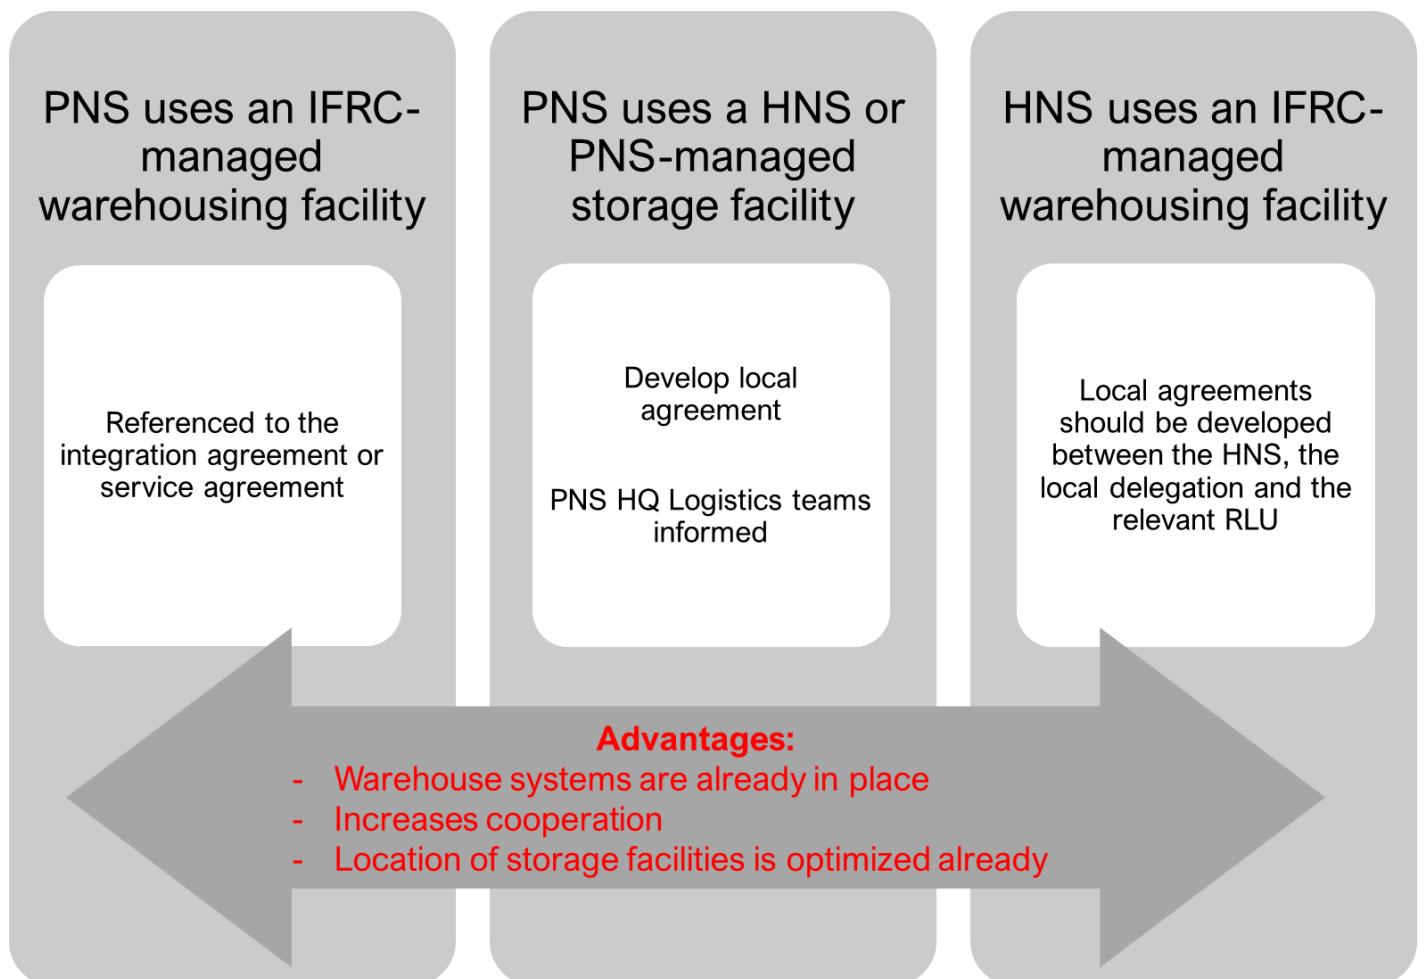 PNS uses an IFRC-
managed
warehousing facility
Referenced to the
integration agreement or
service agreement
PNS uses a HNS or
PNS-managed
storage facility
Develop local
agreement
PNS HQ Logistics teams
informed
HNS uses an IFRC-
managed
warehousing facility
Local agreements
should be developed
between the HNS, the
local delegation and the
relevant RLU
Advantages:
- Warehouse systems are already in place
- Increases cooperation
- Location of storage facilities is optimized already